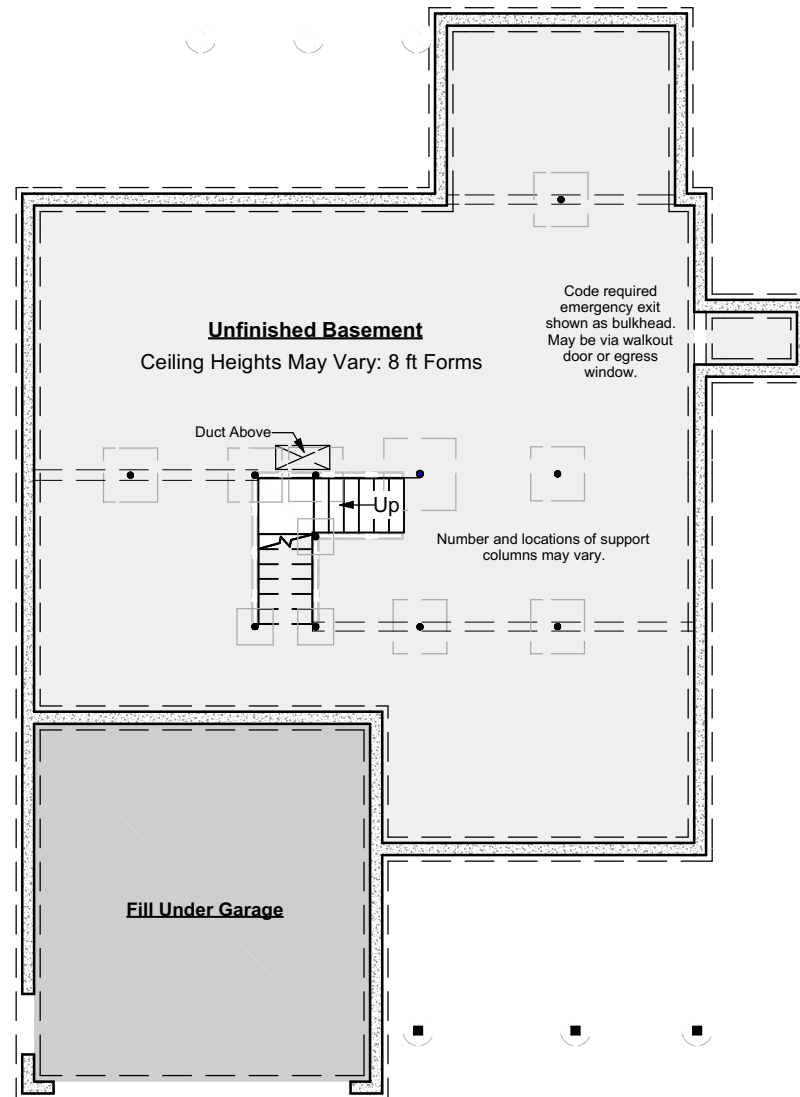 Code required
emergency exit
shown as bulkhead.
May be via walkout
door or egress
window.
Unfinished Basement
Ceiling Heights May Vary: 8 ft Forms
Duct Above
Up
Number and locations of support
columns may vary.
Fill Under Garage